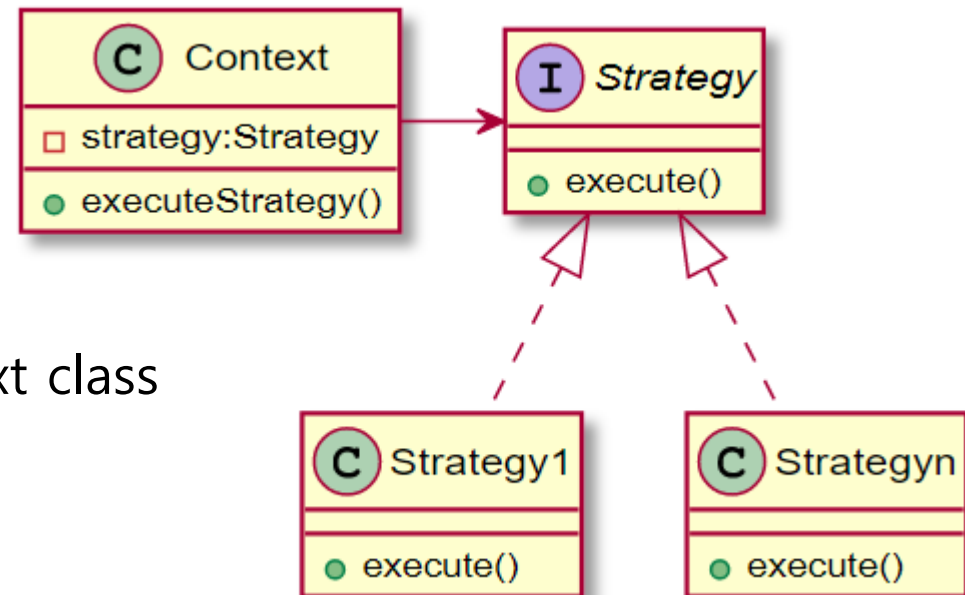 C Context
strategy:Strategy
executeStrategy()
I Strategy
execute()
xt class
C Strategy1
execute()
C Strategyn
execute()